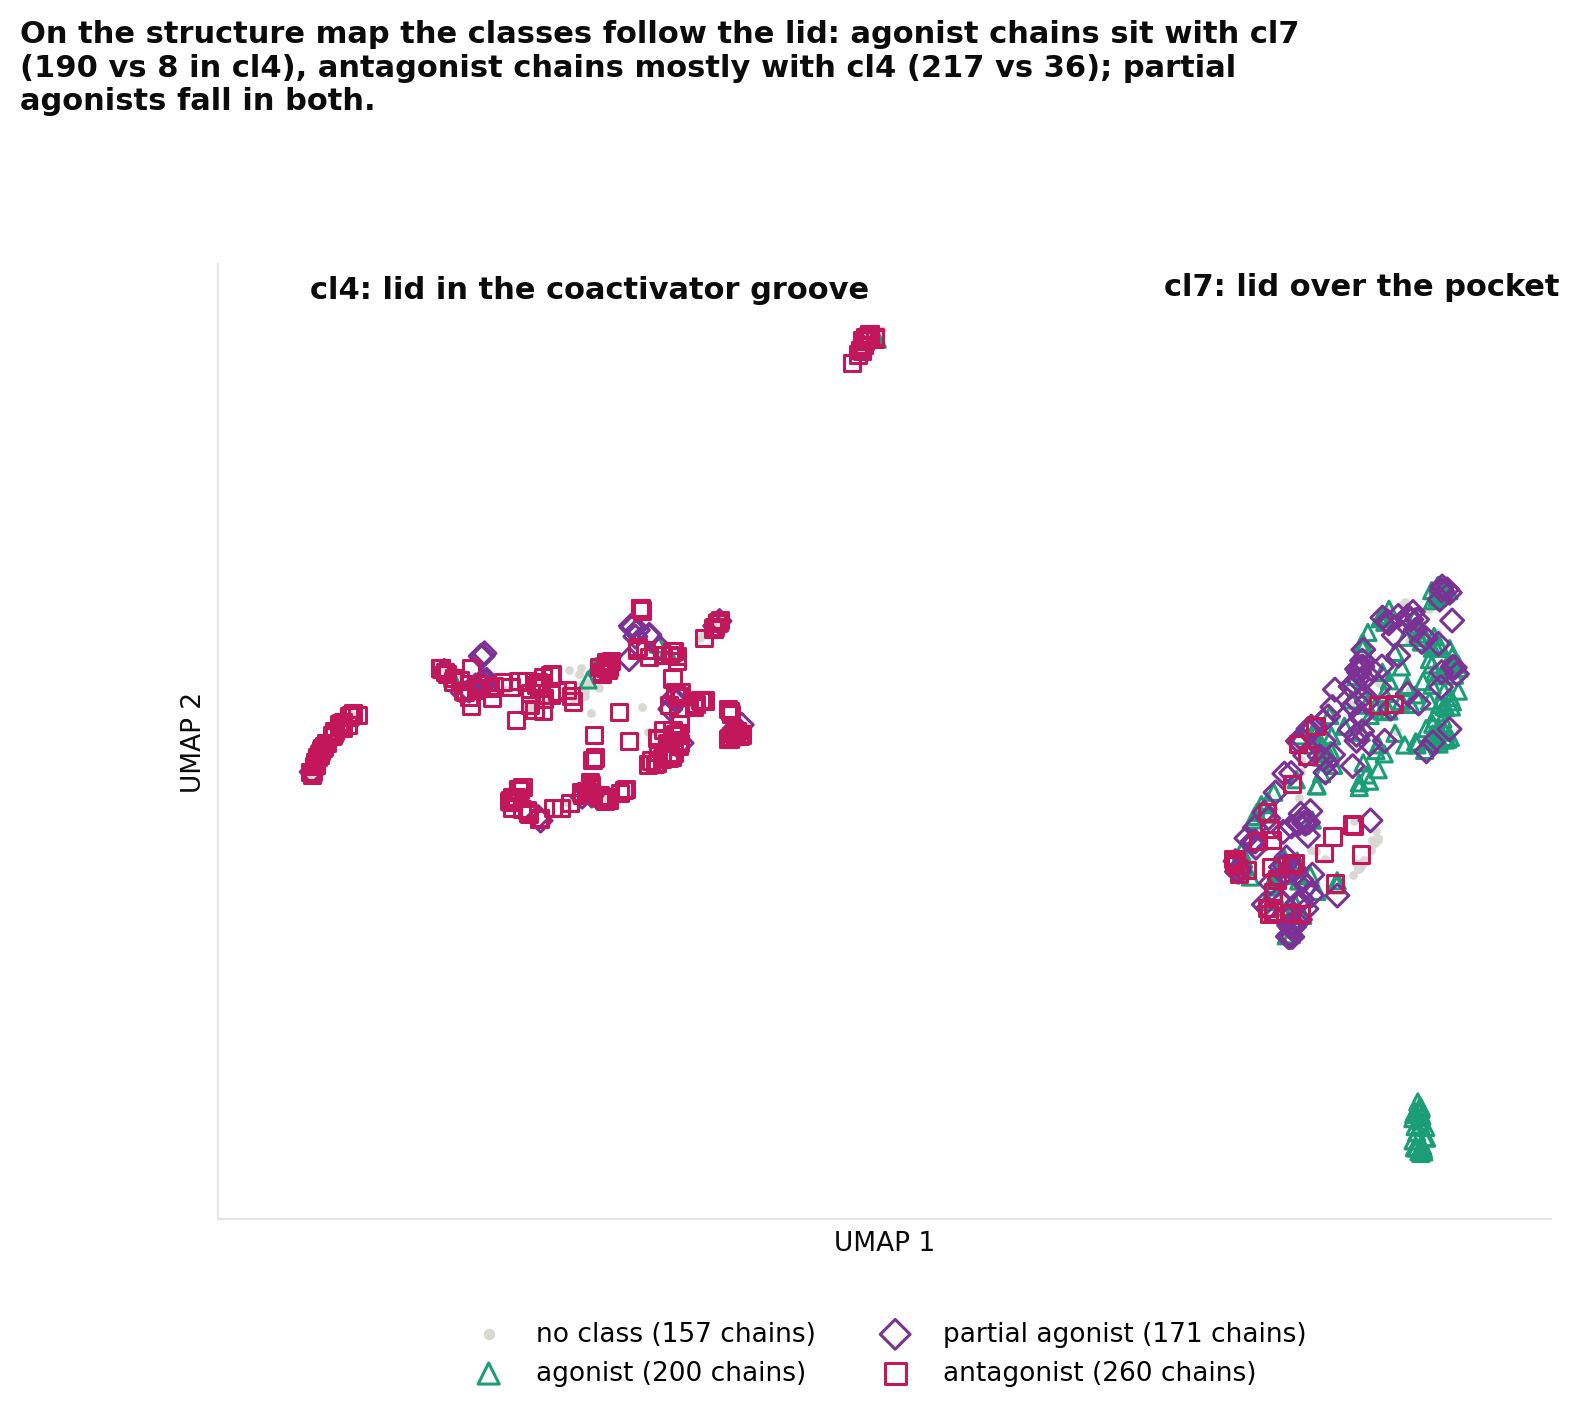 On the structure map the classes follow the lid: agonist chains sit with cl7
(190 vs 8 in cl4), antagonist chains mostly with cl4 (217 vs 36); partial
agonists fall in both.
cl4: lid in the coactivator groove
cl7: lid over the pocket
UMAP 2
UMAP 1
no class (157 chains)
agonist (200 chains)
partial agonist (171 chains)
antagonist (260 chains)